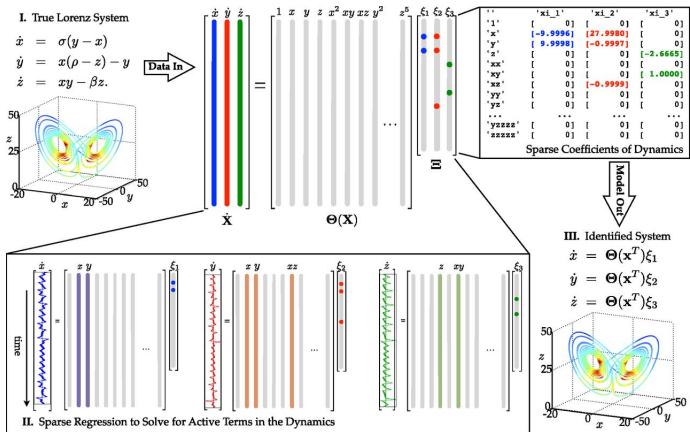 I. True Lorenz System
ẋ = σ(y − x)
ẏ = x(ρ − z) − y
ż = xy − βz.
Data In
z
50
25
0
-20
0
x
20
-50
0
y
50
ẋ ẏ ż
=
1 x y z x² xy xz y² z⁵
...
ξ₁ ξ₂ ξ₃
Ẋ
Θ(X)
Ξ
'' 'xi_1' 'xi_2' 'xi_3'
'1' [ 0] [ 0] [ 0]
'x' [-9.9996] [27.9980] [ 0]
'y' [ 9.9998] [-0.9997] [ 0]
'z' [ 0] [ 0] [-2.6665]
'xx' [ 0] [ 0] [ 0]
'xy' [ 0] [ 0] [ 1.0000]
'xz' [ 0] [-0.9999] [ 0]
'yy' [ 0] [ 0] [ 0]
'yz' [ 0] [ 0] [ 0]
... ... ... ...
'yzzzz' [ 0] [ 0] [ 0]
'zzzzz' [ 0] [ 0] [ 0]
Sparse Coefficients of Dynamics
Model Out
III. Identified System
ẋ = Θ(xᵀ)ξ₁
ẏ = Θ(xᵀ)ξ₂
ż = Θ(xᵀ)ξ₃
z
50
25
0
-20
0
x
20
-50
0
y
50
time
ẋ = x y ... ξ₁
ẏ = x y xz ... ξ₂
ż = z xy ... ξ₃
II. Sparse Regression to Solve for Active Terms in the Dynamics